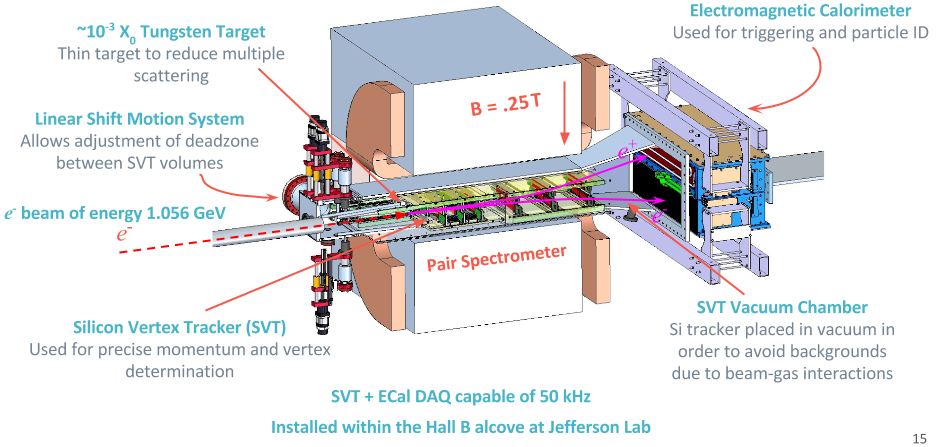 ~10⁻³ X₀ Tungsten Target
Thin target to reduce multiple
scattering
Electromagnetic Calorimeter
Used for triggering and particle ID
Linear Shift Motion System
Allows adjustment of deadzone
between SVT volumes
B = .25 T
e⁺
e⁻ beam of energy 1.056 GeV
e⁻
e⁻
Pair Spectrometer
Silicon Vertex Tracker (SVT)
Used for precise momentum and vertex
determination
SVT Vacuum Chamber
Si tracker placed in vacuum in
order to avoid backgrounds
due to beam-gas interactions
SVT + ECal DAQ capable of 50 kHz
Installed within the Hall B alcove at Jefferson Lab
15